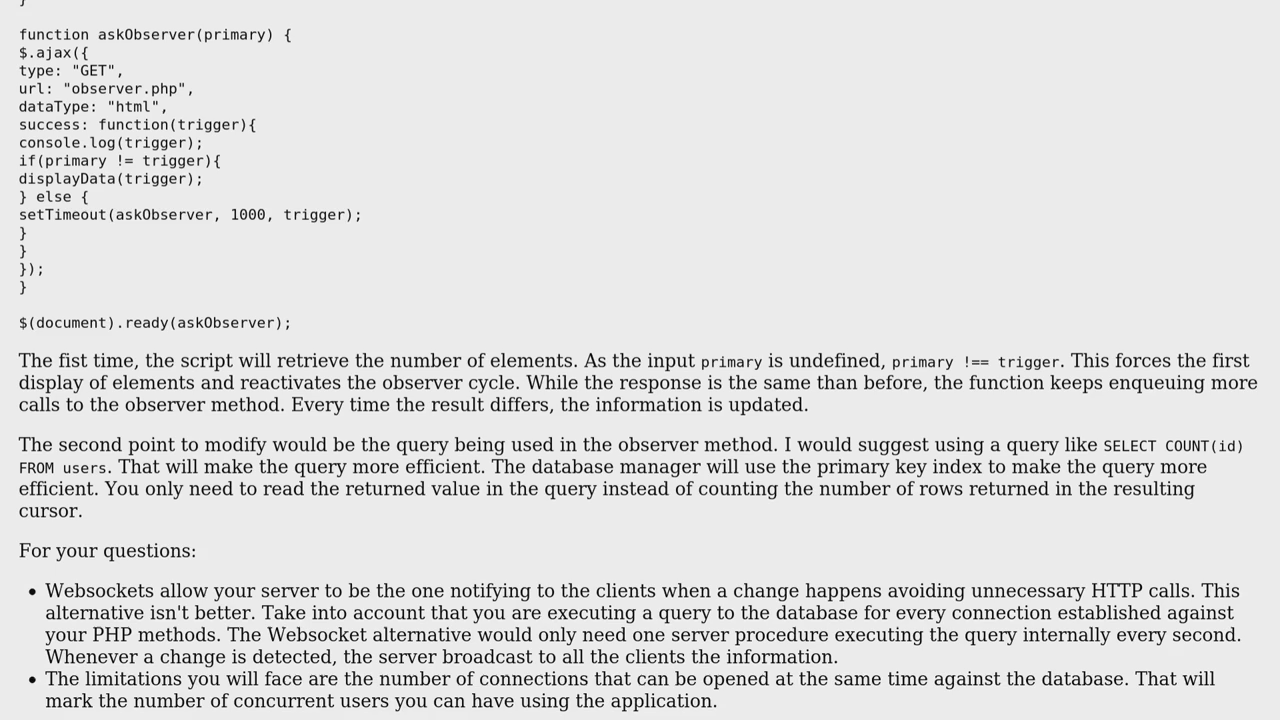 }
function askObserver(primary) {
$.ajax({
type: "GET",
url: "observer.php",
dataType: "html",
success: function(trigger){
console.log(trigger);
if(primary != trigger){
displayData(trigger);
} else {
setTimeout(askObserver, 1000, trigger);
}
}
});
}
$(document).ready(askObserver);
The fist time, the script will retrieve the number of elements. As the input primary is undefined, primary !== trigger. This forces the first
display of elements and reactivates the observer cycle. While the response is the same than before, the function keeps enqueuing more
calls to the observer method. Every time the result differs, the information is updated.
The second point to modify would be the query being used in the observer method. I would suggest using a query like SELECT COUNT(id)
FROM users. That will make the query more efficient. The database manager will use the primary key index to make the query more
efficient. You only need to read the returned value in the query instead of counting the number of rows returned in the resulting
cursor.
For your questions:
• Websockets allow your server to be the one notifying to the clients when a change happens avoiding unnecessary HTTP calls. This
alternative isn't better. Take into account that you are executing a query to the database for every connection established against
your PHP methods. The Websocket alternative would only need one server procedure executing the query internally every second.
Whenever a change is detected, the server broadcast to all the clients the information.
• The limitations you will face are the number of connections that can be opened at the same time against the database. That will
mark the number of concurrent users you can have using the application.